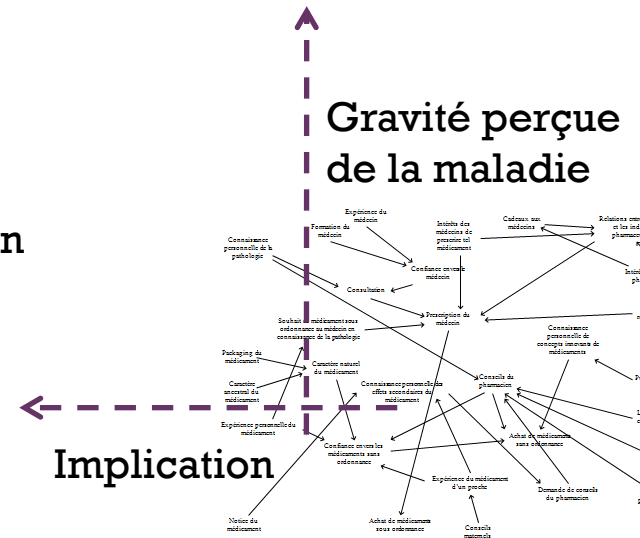 Gravité perçue
de la maladie
n
Expérience du
médecin
Formation du
médecin
Intérêts des
médecins de
prescrire tel
médicament
Cadeaux aux
médecins
Relations
et les
Connaissance
personnelle de la
pathologie
Confiance envers le
médecin
Consultation
Prescription du
médecin
Souhait de médicament sous
ordonnance au médecin en
connaissance de la pathologie
Connaissance
personnelle de
concepts innovants de
médicaments
Packaging du
médicament
Caractère naturel
du médicament
Caractère
ancestral du
médicament
Connaissance personnelle des
effets secondaires du
médicament
Conseils du
pharmacien
Expérience personnelle du
médicament
Confiance envers les
médicaments sans
ordonnance
Achat de médicaments
sans ordonnance
Implication
Expérience du médicament
d'un proche
Demande de conseils
du pharmacien
Notice du
médicament
Achat de médicaments
sous ordonnance
Conseils
maternels